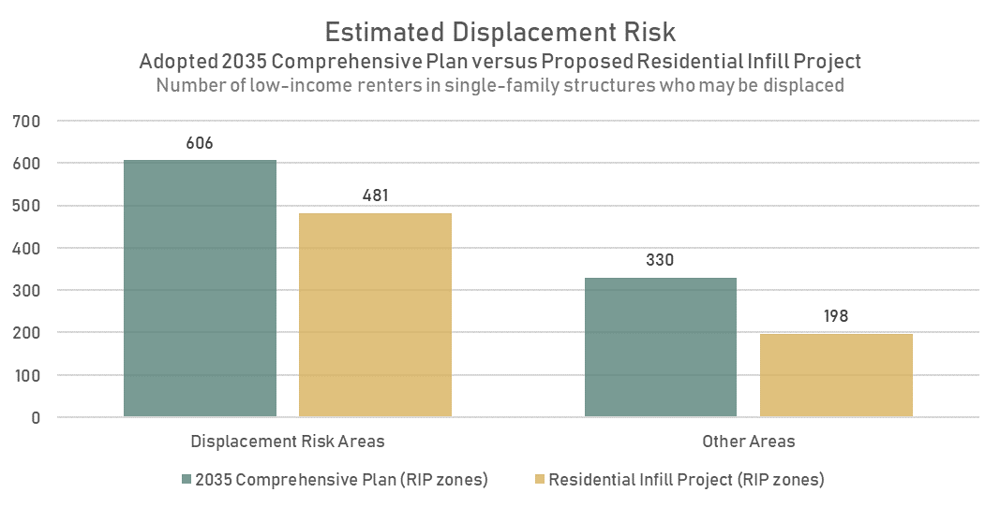 Estimated Displacement Risk
Adopted 2035 Comprehensive Plan versus Proposed Residential Infill Project
Number of low-income renters in single-family structures who may be displaced
700
600
500
400
300
200
100
0
606
481
330
198
Displacement Risk Areas
Other Areas
2035 Comprehensive Plan (RIP zones)
Residential Infill Project (RIP zones)